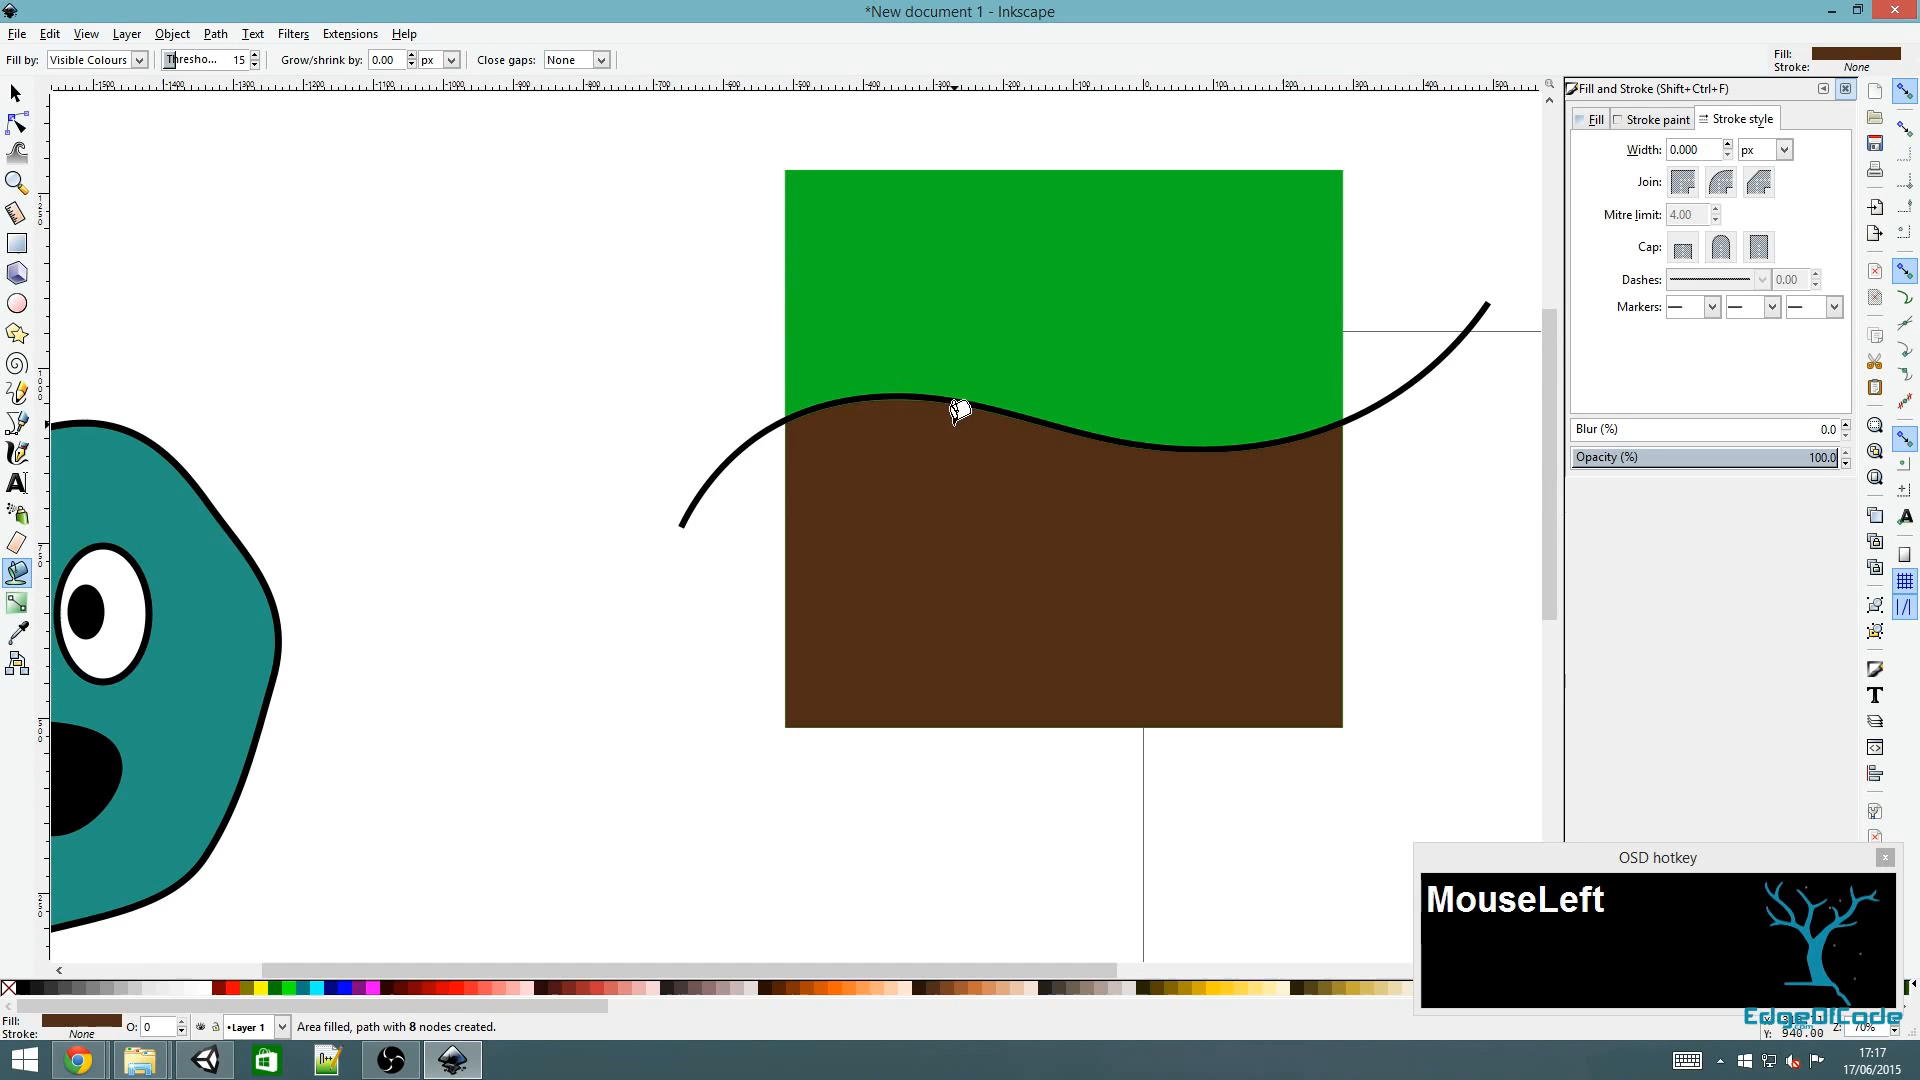 *New document 1 - Inkscape
File Edit View Layer Object Path Text Filters Extensions Help
Fill by: Visible Colours Thresho... 15 Grow/shrink by: 0.00 px Close gaps: None
Fill:
Stroke: None
Fill and Stroke (Shift+Ctrl+F)
Fill Stroke paint Stroke style
Width: 0.000 px
Join:
Mitre limit: 4.00
Cap:
Dashes: 0.00
Markers:
Blur (%) 0.0
Opacity (%) 100.0
OSD hotkey
MouseLeft
EdgeOfCode
.com
Fill:
Stroke: None
O: 0
•Layer 1
Area filled, path with 8 nodes created.
Y: 940.00
Z: 70%
17:17
17/06/2015